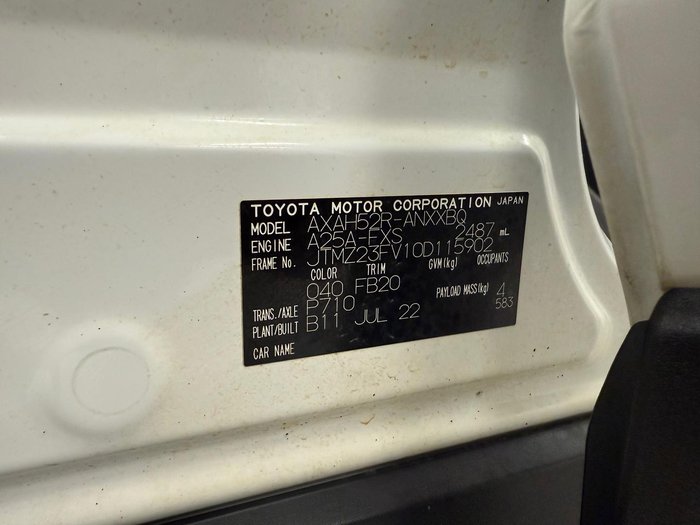 TOYOTA MOTOR CORPORATION JAPAN
MODEL AXAH52R-ANXXBQ
ENGINE A25A-FXS 2487 mL
FRAME No. JTMZ23FV10D115902
COLOR TRIM GVM(kg) OCCUPANTS
040 FB20 4
TRANS./AXLE P710 PAYLOAD MASS(kg) 583
PLANT/BUILT B11 JUL 22
CAR NAME